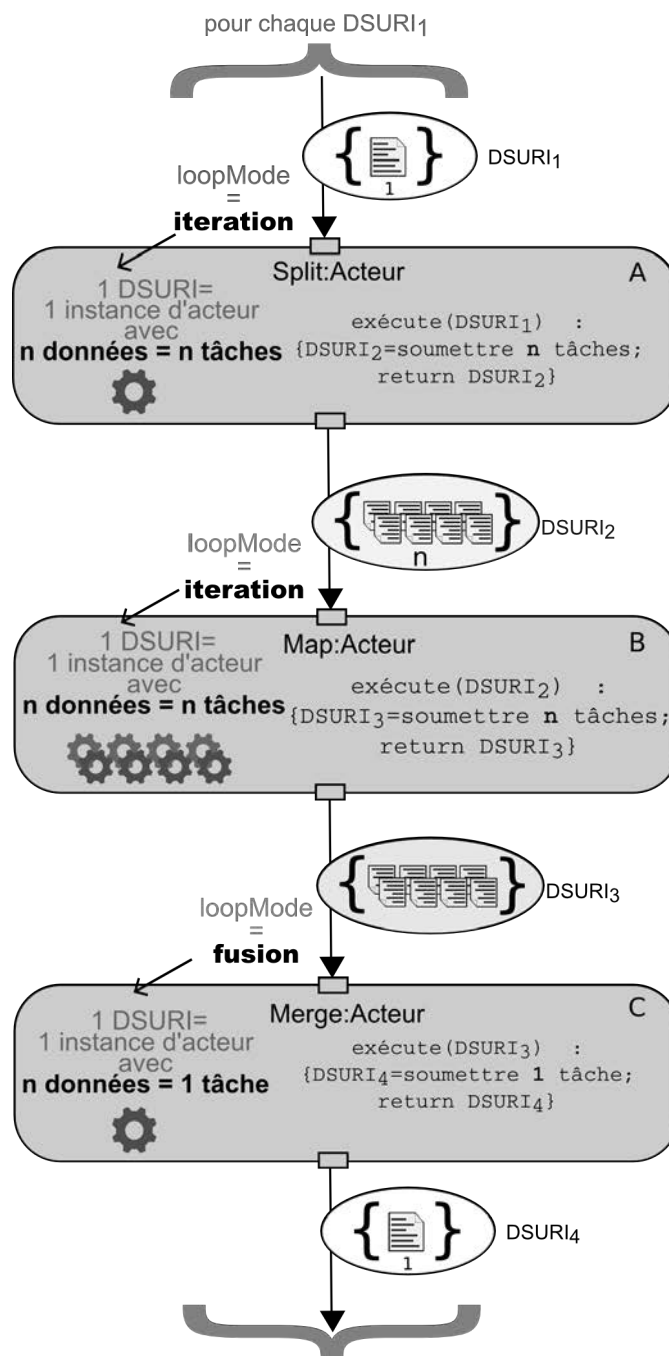 pour chaque DSURI1
{ 1 }
DSURI1
loopMode
=
iteration
Split:Acteur
A
1 DSURI=
1 instance d'acteur
avec
n données = n tâches
exécute(DSURI1) :
{DSURI2=soumettre n tâches;
return DSURI2}
{ n }
DSURI2
loopMode
=
iteration
Map:Acteur
B
1 DSURI=
1 instance d'acteur
avec
n données = n tâches
exécute(DSURI2) :
{DSURI3=soumettre n tâches;
return DSURI3}
{ }
DSURI3
loopMode
=
fusion
Merge:Acteur
C
1 DSURI=
1 instance d'acteur
avec
n données = 1 tâche
exécute(DSURI3) :
{DSURI4=soumettre 1 tâche;
return DSURI4}
{ 1 }
DSURI4